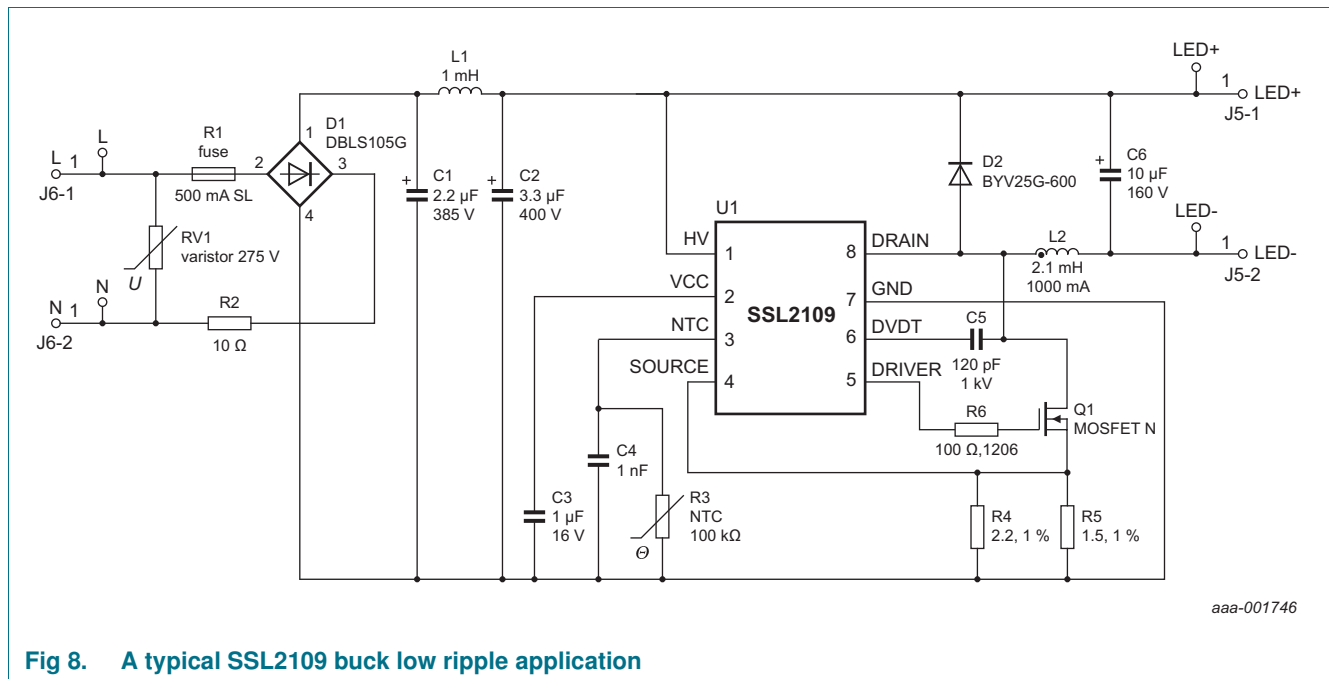 L1
1 mH
LED+
1
LED+
J5-1
L
L 1
J6-1
R1
fuse
500 mA SL
D1
DBLS105G
1
2
3
4
+
C1
2.2 µF
385 V
+
C2
3.3 µF
400 V
D2
BYV25G-600
+
C6
10 µF
160 V
LED-
1
LED-
J5-2
RV1
varistor 275 V
U
N
N 1
J6-2
R2
10 Ω
U1
SSL2109
HV
1
VCC
2
NTC
3
SOURCE
4
8
DRAIN
7
GND
6
DVDT
5
DRIVER
L2
2.1 mH
1000 mA
C5
120 pF
1 kV
R6
100 Ω,1206
Q1
MOSFET N
C4
1 nF
C3
1 µF
16 V
R3
NTC
100 kΩ
Θ
R4
2.2, 1 %
R5
1.5, 1 %
aaa-001746
Fig 8. A typical SSL2109 buck low ripple application